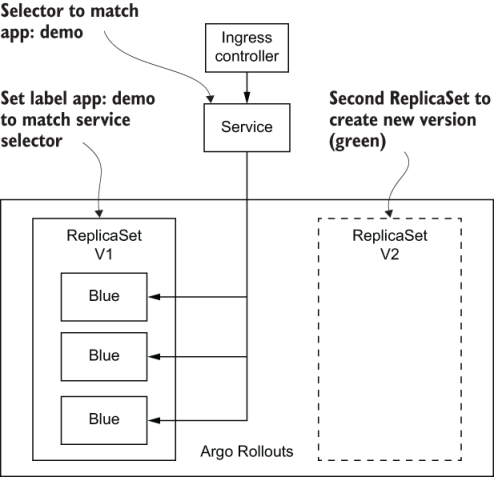 Selector to match
app: demo
Ingress
controller
Set label app: demo
to match service
selector
Service
Second ReplicaSet to
create new version
(green)
ReplicaSet
V1
Blue
Blue
Blue
ReplicaSet
V2
Argo Rollouts